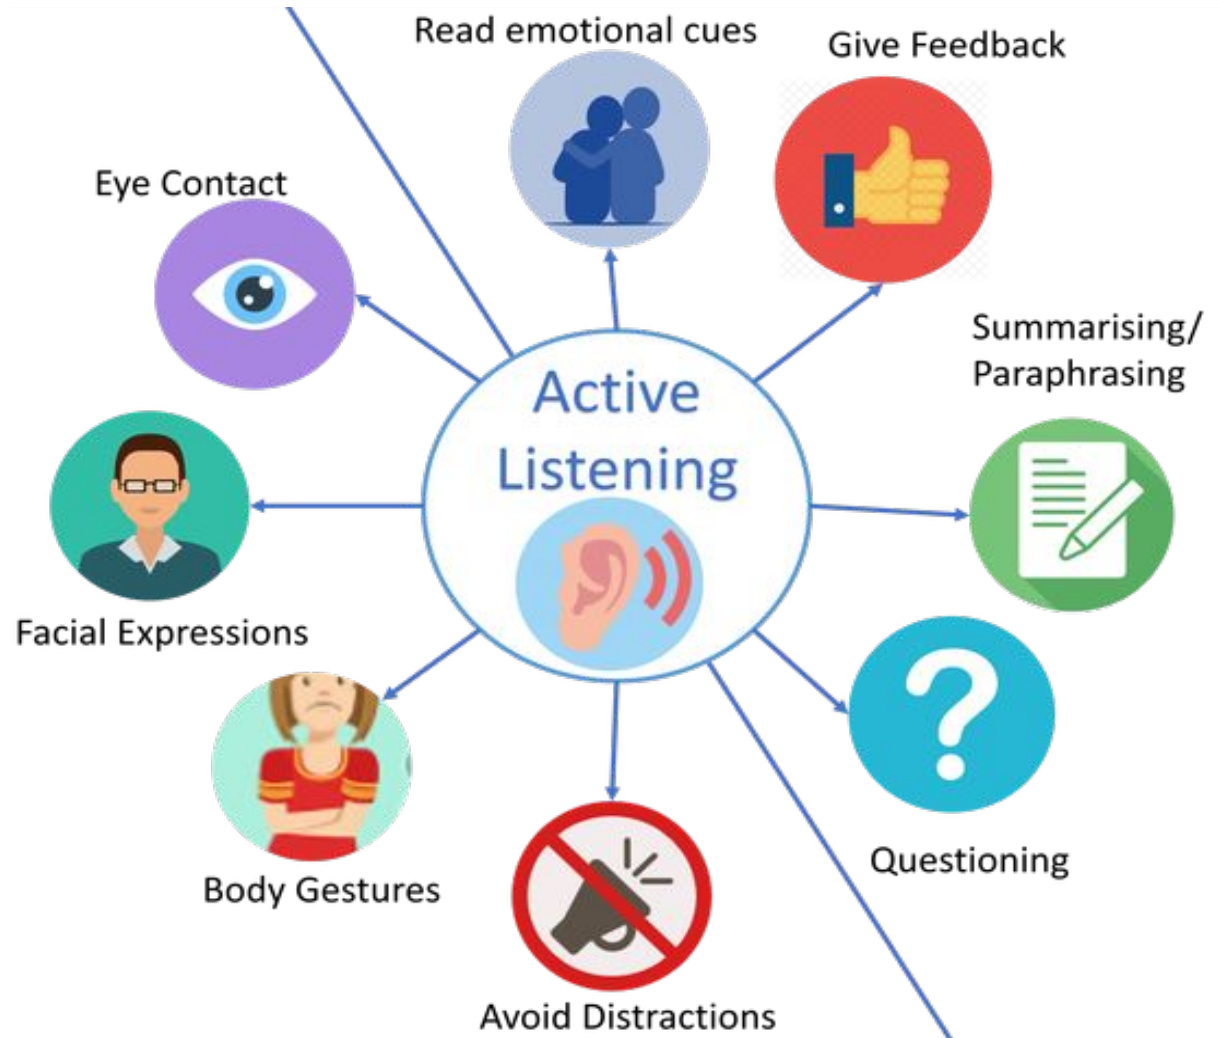 Read emotional cues
Give Feedback
Eye Contact
Summarising/
Paraphrasing
Active
Listening
Facial Expressions
Questioning
Body Gestures
Avoid Distractions